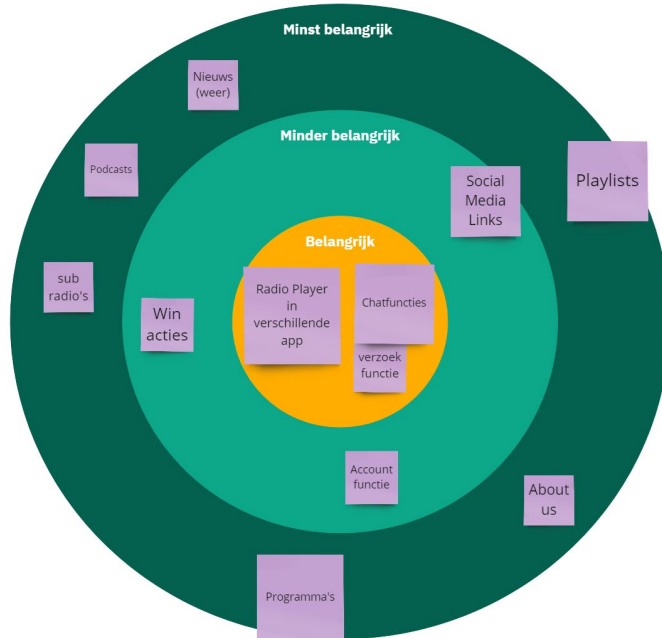 Minst belangrijk
Nieuws
(weer)
Minder belangrijk
Podcasts
Social
Media
Links
Playlists
Belangrijk
sub
radio's
Win
acties
Radio Player
in
verschillende
app
Chatfuncties
verzoek
functie
Account
functie
About
us
Programma's